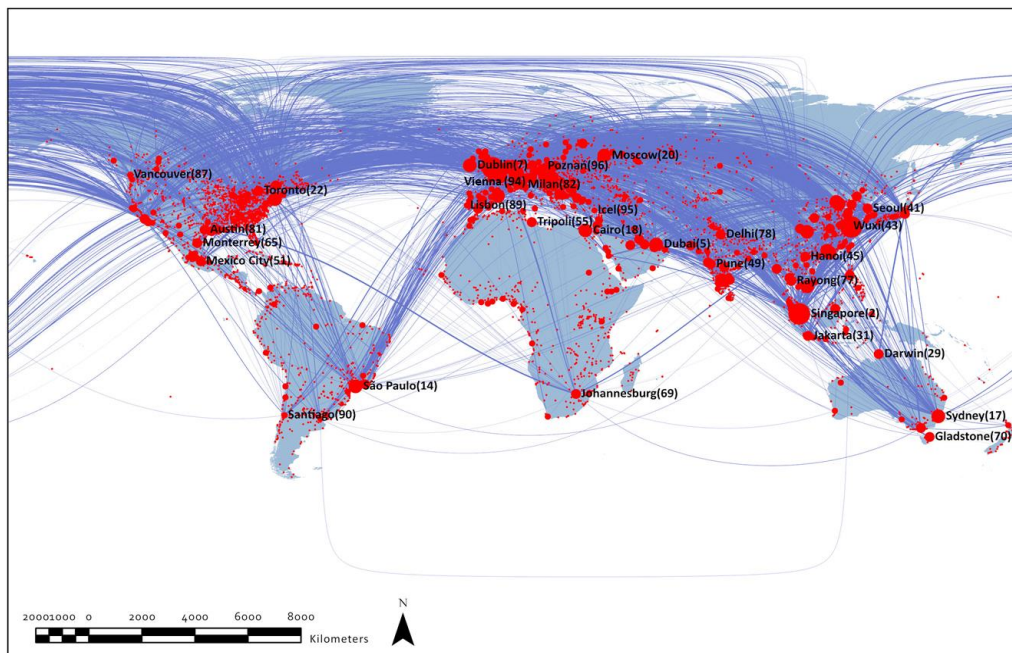 Moscow(20)
Dublin(7)
Poznan(96)
Vancouver(87)
Vienna (94)
Milan(82)
Toronto(22)
Lisbon(89)
Icel(95)
Seoul(41)
Tripoli(55)
Wuxi(43)
Austin(81)
Cairo(18)
Delhi(78)
Monterrey(65)
Dubai(5)
Hanoi(45)
Mexico City(51)
Pune(49)
Rayong(77)
Singapore(2)
Jakarta(31)
Darwin(29)
São Paulo(14)
Johannesburg(69)
Santiago(90)
Sydney(17)
Gladstone(70)
N
20001000 0 2000 4000 6000 8000
Kilometers